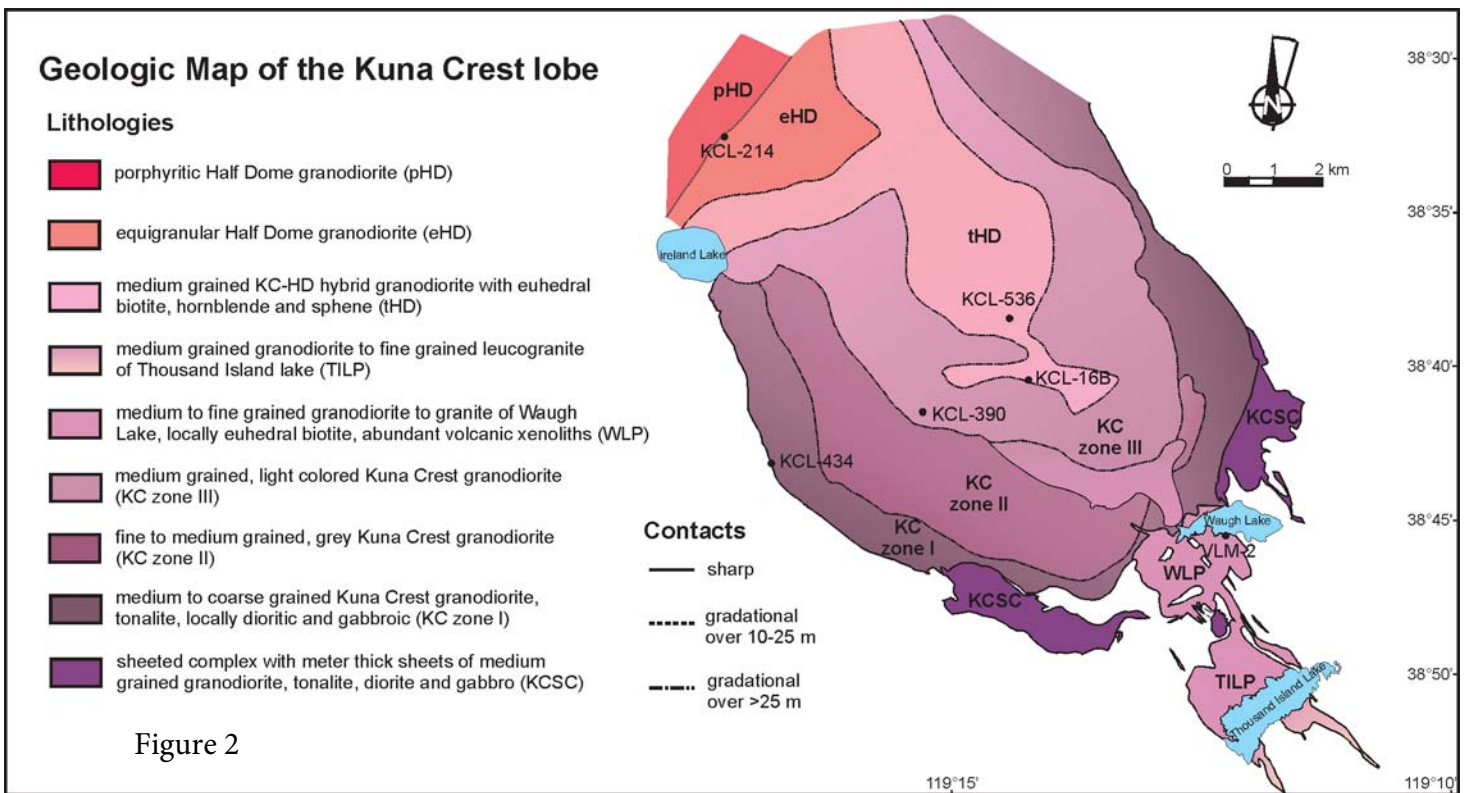 Geologic Map of the Kuna Crest lobe
Lithologies
porphyritic Half Dome granodiorite (pHD)
equigranular Half Dome granodiorite (eHD)
medium grained KC-HD hybrid granodiorite with euhedral
biotite, hornblende and sphene (tHD)
medium grained granodiorite to fine grained leucogranite
of Thousand Island lake (TILP)
medium to fine grained granodiorite to granite of Waugh
Lake, locally euhedral biotite, abundant volcanic xenoliths (WLP)
medium grained, light colored Kuna Crest granodiorite
(KC zone III)
fine to medium grained, grey Kuna Crest granodiorite
(KC zone II)
medium to coarse grained Kuna Crest granodiorite,
tonalite, locally dioritic and gabbroic (KC zone I)
sheeted complex with meter thick sheets of medium
grained granodiorite, tonalite, diorite and gabbro (KCSC)
Figure 2
Contacts
sharp
gradational
over 10-25 m
gradational
over >25 m
pHD
eHD
KCL-214
Ireland Lake
tHD
KCL-536
KCL-16B
KCL-390
KC
zone III
KCL-434
KC
zone II
KC
zone I
KCSC
KCSC
Waugh Lake
VLM-2
WLP
TILP
Thousand Island Lake
N
0 1 2 km
38°30'
38°35'
38°40'
38°45'
38°50'
119°15'
119°10'